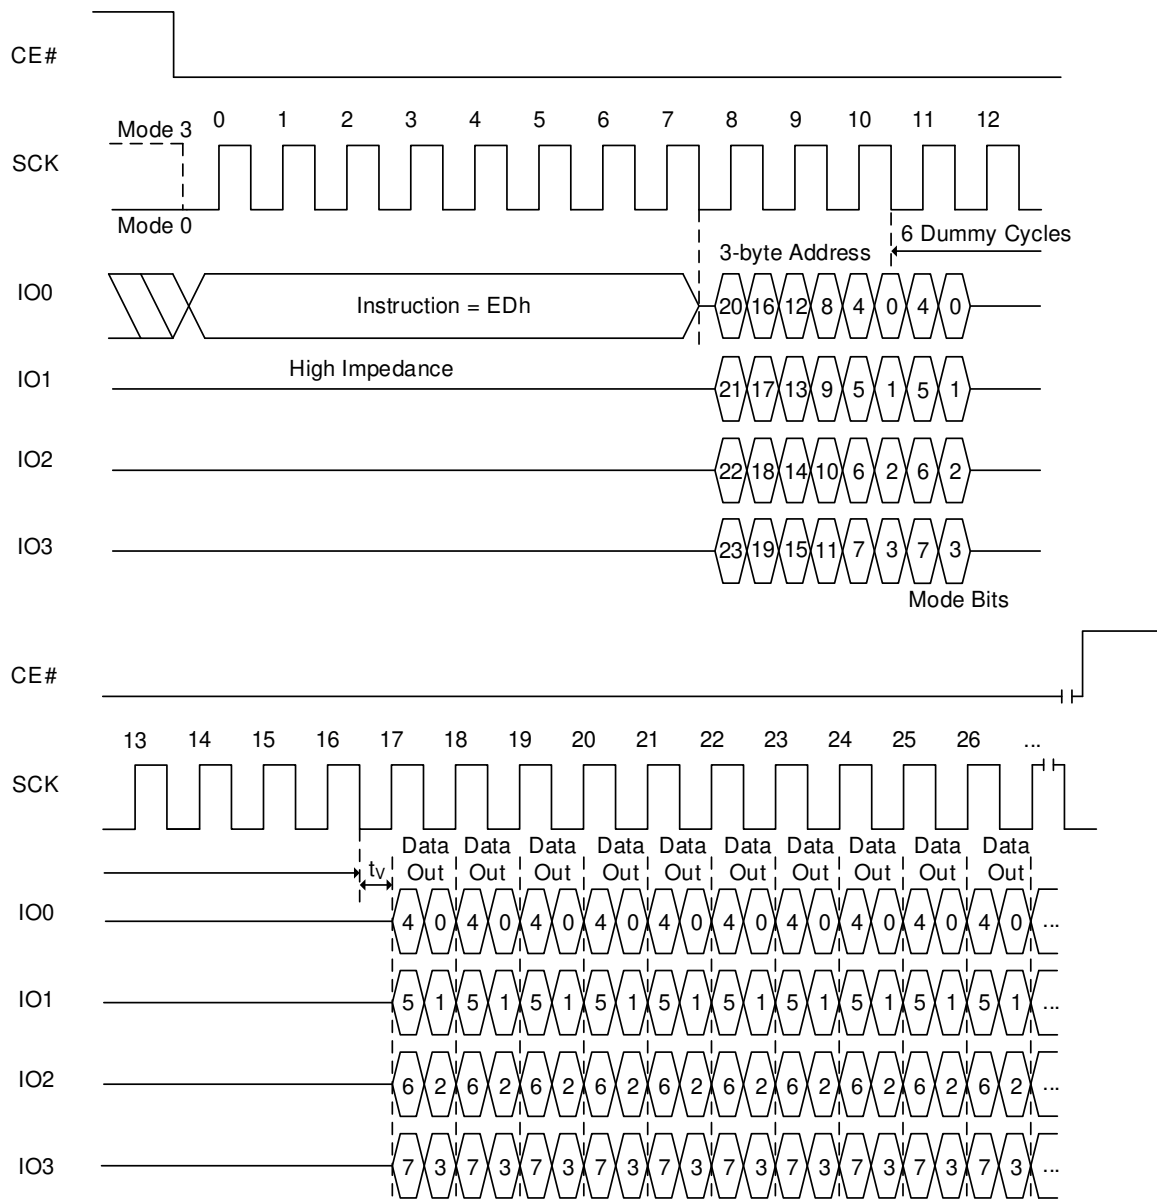 CE#
0 1 2 3 4 5 6 7 8 9 10 11 12
Mode 3
SCK
Mode 0
6 Dummy Cycles
3-byte Address
IO0
Instruction = EDh
20 16 12 8 4 0 4 0
High Impedance
IO1
21 17 13 9 5 1 5 1
IO2
22 18 14 10 6 2 6 2
IO3
23 19 15 11 7 3 7 3
Mode Bits
CE#
13 14 15 16 17 18 19 20 21 22 23 24 25 26 ...
SCK
Data Data Data Data Data Data Data Data Data Data
tV Out Out Out Out Out Out Out Out Out Out
IO0
4 0 4 0 4 0 4 0 4 0 4 0 4 0 4 0 4 0 4 0 ...
IO1
5 1 5 1 5 1 5 1 5 1 5 1 5 1 5 1 5 1 5 1 ...
IO2
6 2 6 2 6 2 6 2 6 2 6 2 6 2 6 2 6 2 6 2 ...
IO3
7 3 7 3 7 3 7 3 7 3 7 3 7 3 7 3 7 3 7 3 ...